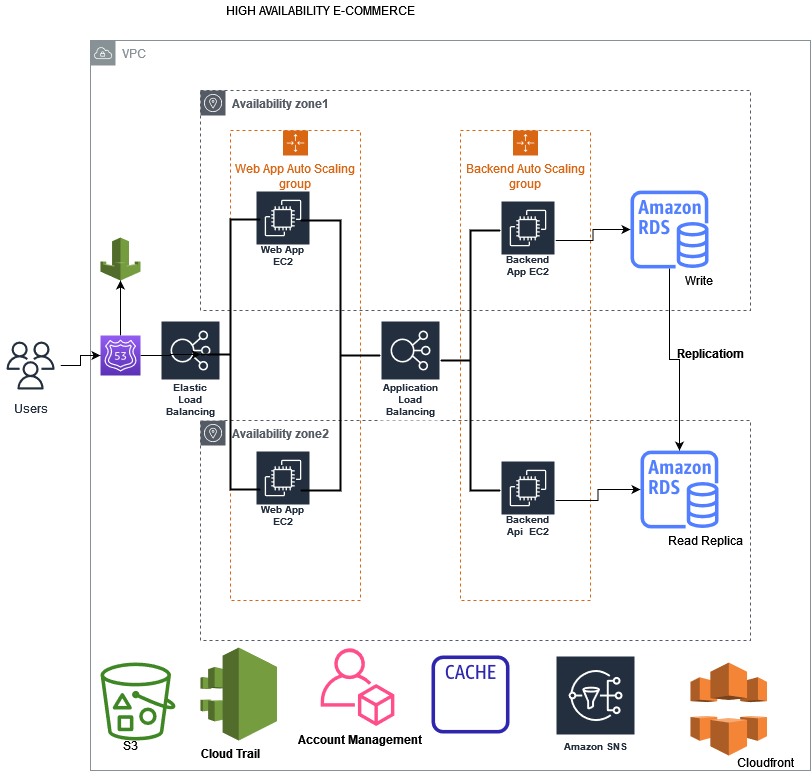 HIGH AVAILABILITY E-COMMERCE
VPC
Availability zone1
Web App Auto Scaling
group
Backend Auto Scaling
group
Web App
EC2
Backend
App EC2
Amazon
RDS
Write
53
Users
Elastic
Load
Balancing
Application
Load
Balancing
Replicatiom
Availability zone2
Web App
EC2
Backend
Api EC2
Amazon
RDS
Read Replica
S3
Cloud Trail
Account Management
CACHE
Amazon SNS
Cloudfront